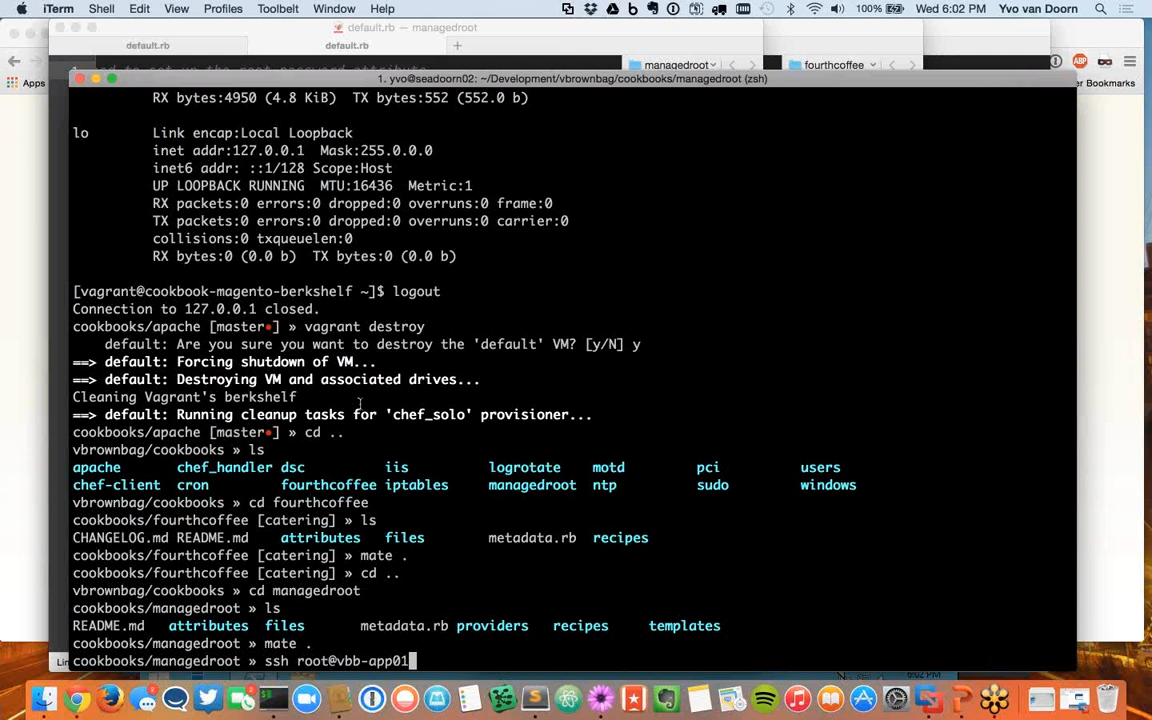 iTerm Shell Edit View Profiles Toolbelt Window Help 100% Wed 6:02 PM Yvo van Doorn
default.rb — managedroot
default.rb default.rb +
managedroot fourthcoffee
Apps
ABP
r Bookmarks
1. yvo@seadoorn02: ~/Development/vbrownbag/cookbooks/managedroot (zsh)
RX bytes:4950 (4.8 KiB) TX bytes:552 (552.0 b)
lo Link encap:Local Loopback
inet addr:127.0.0.1 Mask:255.0.0.0
inet6 addr: ::1/128 Scope:Host
UP LOOPBACK RUNNING MTU:16436 Metric:1
RX packets:0 errors:0 dropped:0 overruns:0 frame:0
TX packets:0 errors:0 dropped:0 overruns:0 carrier:0
collisions:0 txqueuelen:0
RX bytes:0 (0.0 b) TX bytes:0 (0.0 b)
[vagrant@cookbook-magento-berkshelf ~]$ logout
Connection to 127.0.0.1 closed.
cookbooks/apache [master●] » vagrant destroy
default: Are you sure you want to destroy the 'default' VM? [y/N] y
==> default: Forcing shutdown of VM...
==> default: Destroying VM and associated drives...
Cleaning Vagrant's berkshelf
==> default: Running cleanup tasks for 'chef_solo' provisioner...
cookbooks/apache [master●] » cd ..
vbrownbag/cookbooks » ls
apache chef_handler dsc iis logrotate motd pci users
chef-client cron fourthcoffee iptables managedroot ntp sudo windows
vbrownbag/cookbooks » cd fourthcoffee
cookbooks/fourthcoffee [catering] » ls
CHANGELOG.md README.md attributes files metadata.rb recipes
cookbooks/fourthcoffee [catering] » mate .
cookbooks/fourthcoffee [catering] » cd ..
vbrownbag/cookbooks » cd managedroot
cookbooks/managedroot » ls
README.md attributes files metadata.rb providers recipes templates
cookbooks/managedroot » mate .
cookbooks/managedroot » ssh root@vbb-app01